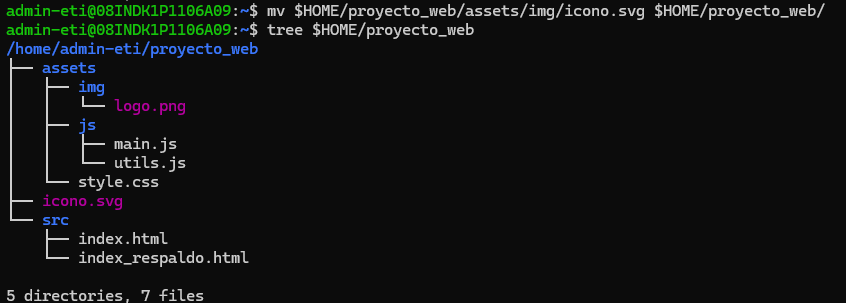 admin-eti@08INDK1P1106A09:~$ mv $HOME/proyecto_web/assets/img/icono.svg $HOME/proyecto_web/
admin-eti@08INDK1P1106A09:~$ tree $HOME/proyecto_web
/home/admin-eti/proyecto_web
├── assets
│   ├── img
│   │   └── logo.png
│   ├── js
│   │   ├── main.js
│   │   └── utils.js
│   └── style.css
├── icono.svg
└── src
    ├── index.html
    └── index_respaldo.html

5 directories, 7 files